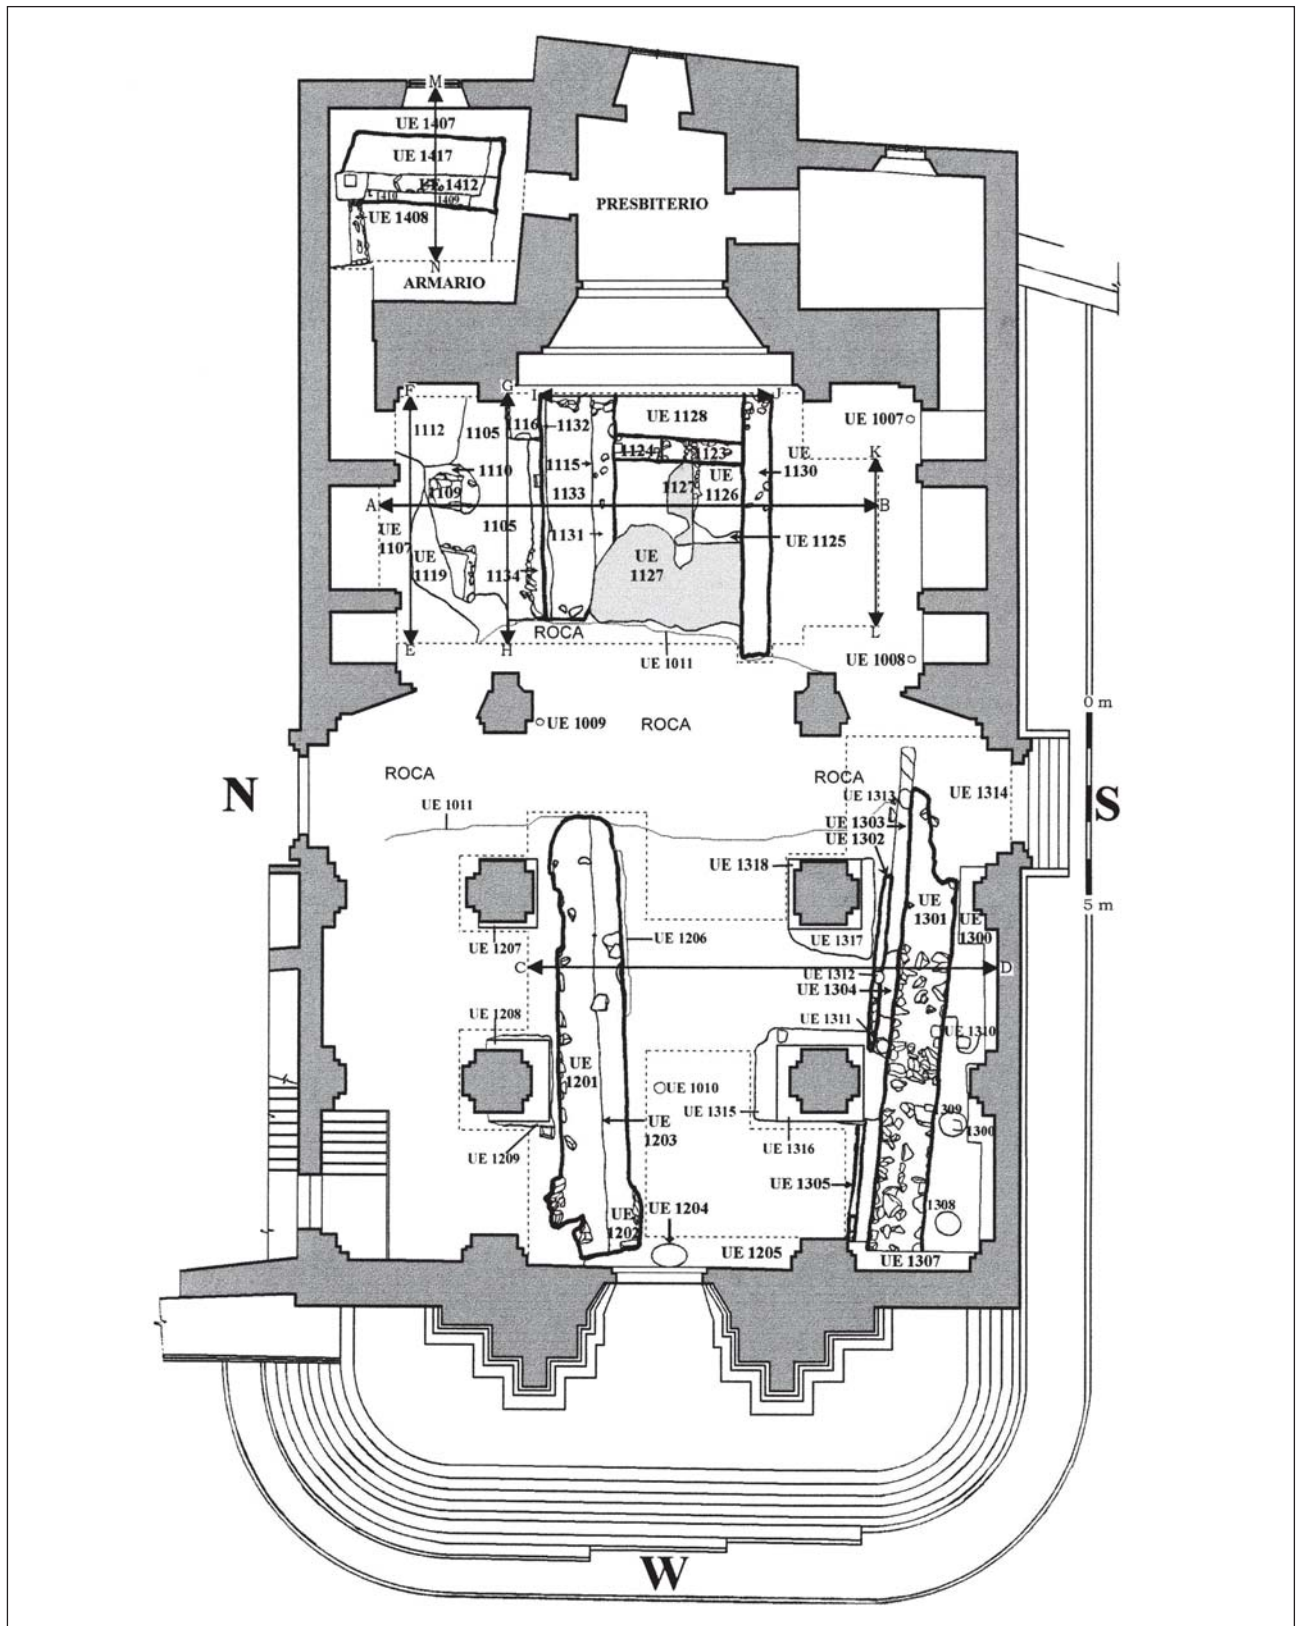 M
UE 1407
UE 1417
UE 1412
1410 1409
UE 1408
N
ARMARIO
PRESBITERIO
F
G
I
J
1112
1105
1116
1132
UE 1128
UE 1007
1124
1123
UE
1130
K
1110
1115
1109
1133
1127
UE
1126
A
B
UE
1107
1105
1131
UE 1125
UE
1119
1134
UE
1127
E
H
ROCA
L
UE 1011
UE 1008
UE 1009
ROCA
0 m
N
ROCA
ROCA
S
UE 1011
UE 1313
UE 1314
UE 1303
UE 1302
UE 1318
UE
1301
UE
1300
5 m
UE 1207
UE 1206
UE 1317
C
D
UE 1312
UE 1304
UE 1208
UE 1311
UE 1310
UE
1201
UE 1010
UE 1315
UE
1203
309
1300
UE 1209
UE 1316
UE 1305
UE
1202
UE 1204
1308
UE 1205
UE 1307
W